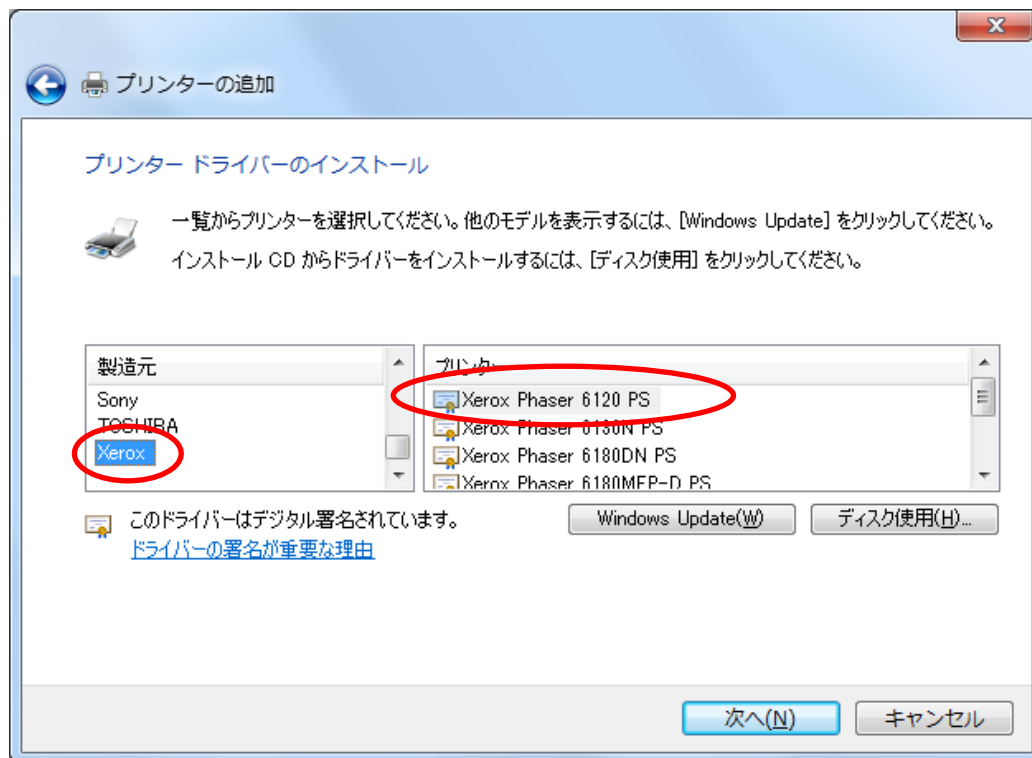 プリンターの追加
プリンター ドライバーのインストール
一覧からプリンターを選択してください。他のモデルを表示するには、[Windows Update] をクリックしてください。
インストール CD からドライバーをインストールするには、[ディスク使用] をクリックしてください。
製造元
Sony
TOSHIBA
Xerox
プリンター
Xerox Phaser 6120 PS
Xerox Phaser 6130N PS
Xerox Phaser 6180DN PS
Xerox Phaser 6180MFP-D PS
このドライバーはデジタル署名されています。
ドライバーの署名が重要な理由
Windows Update(W)
ディスク使用(H)...
次へ(N)
キャンセル